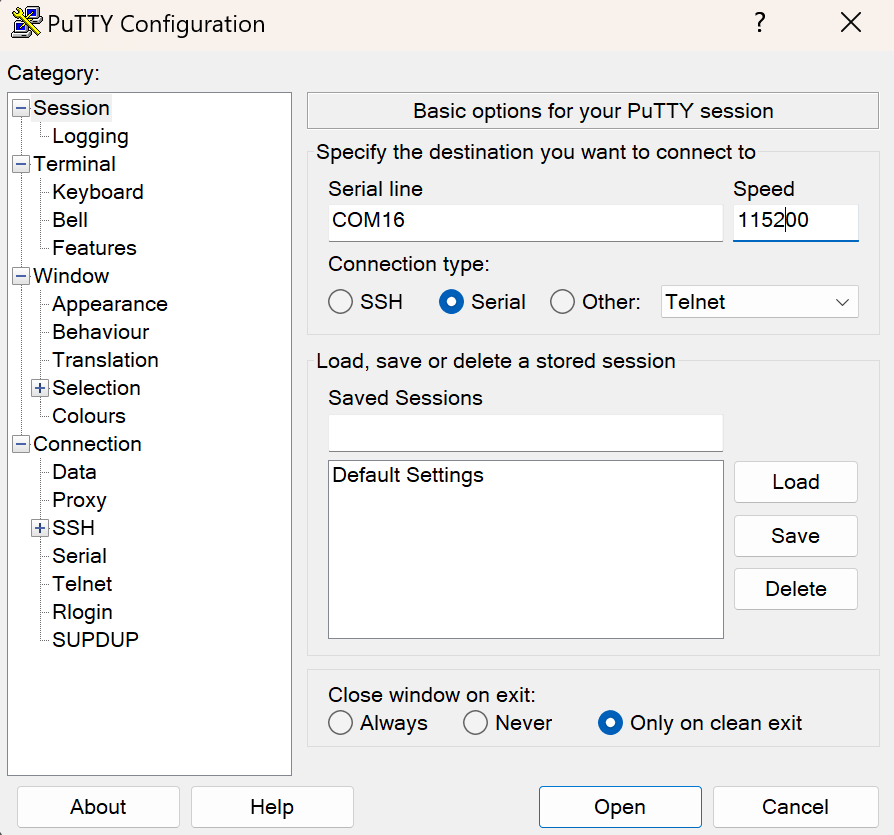 PuTTY Configuration
?
Category:
Session
Logging
Terminal
Keyboard
Bell
Features
Window
Appearance
Behaviour
Translation
Selection
Colours
Connection
Data
Proxy
SSH
Serial
Telnet
Rlogin
SUPDUP
Basic options for your PuTTY session
Specify the destination you want to connect to
Serial line Speed
COM16 115200
Connection type:
SSH Serial Other: Telnet
Load, save or delete a stored session
Saved Sessions
Default Settings
Load
Save
Delete
Close window on exit:
Always Never Only on clean exit
About Help Open Cancel